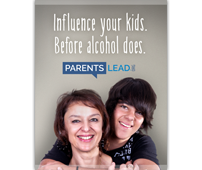 Influence your kids.
Before alcohol does.
PARENTS LEAD